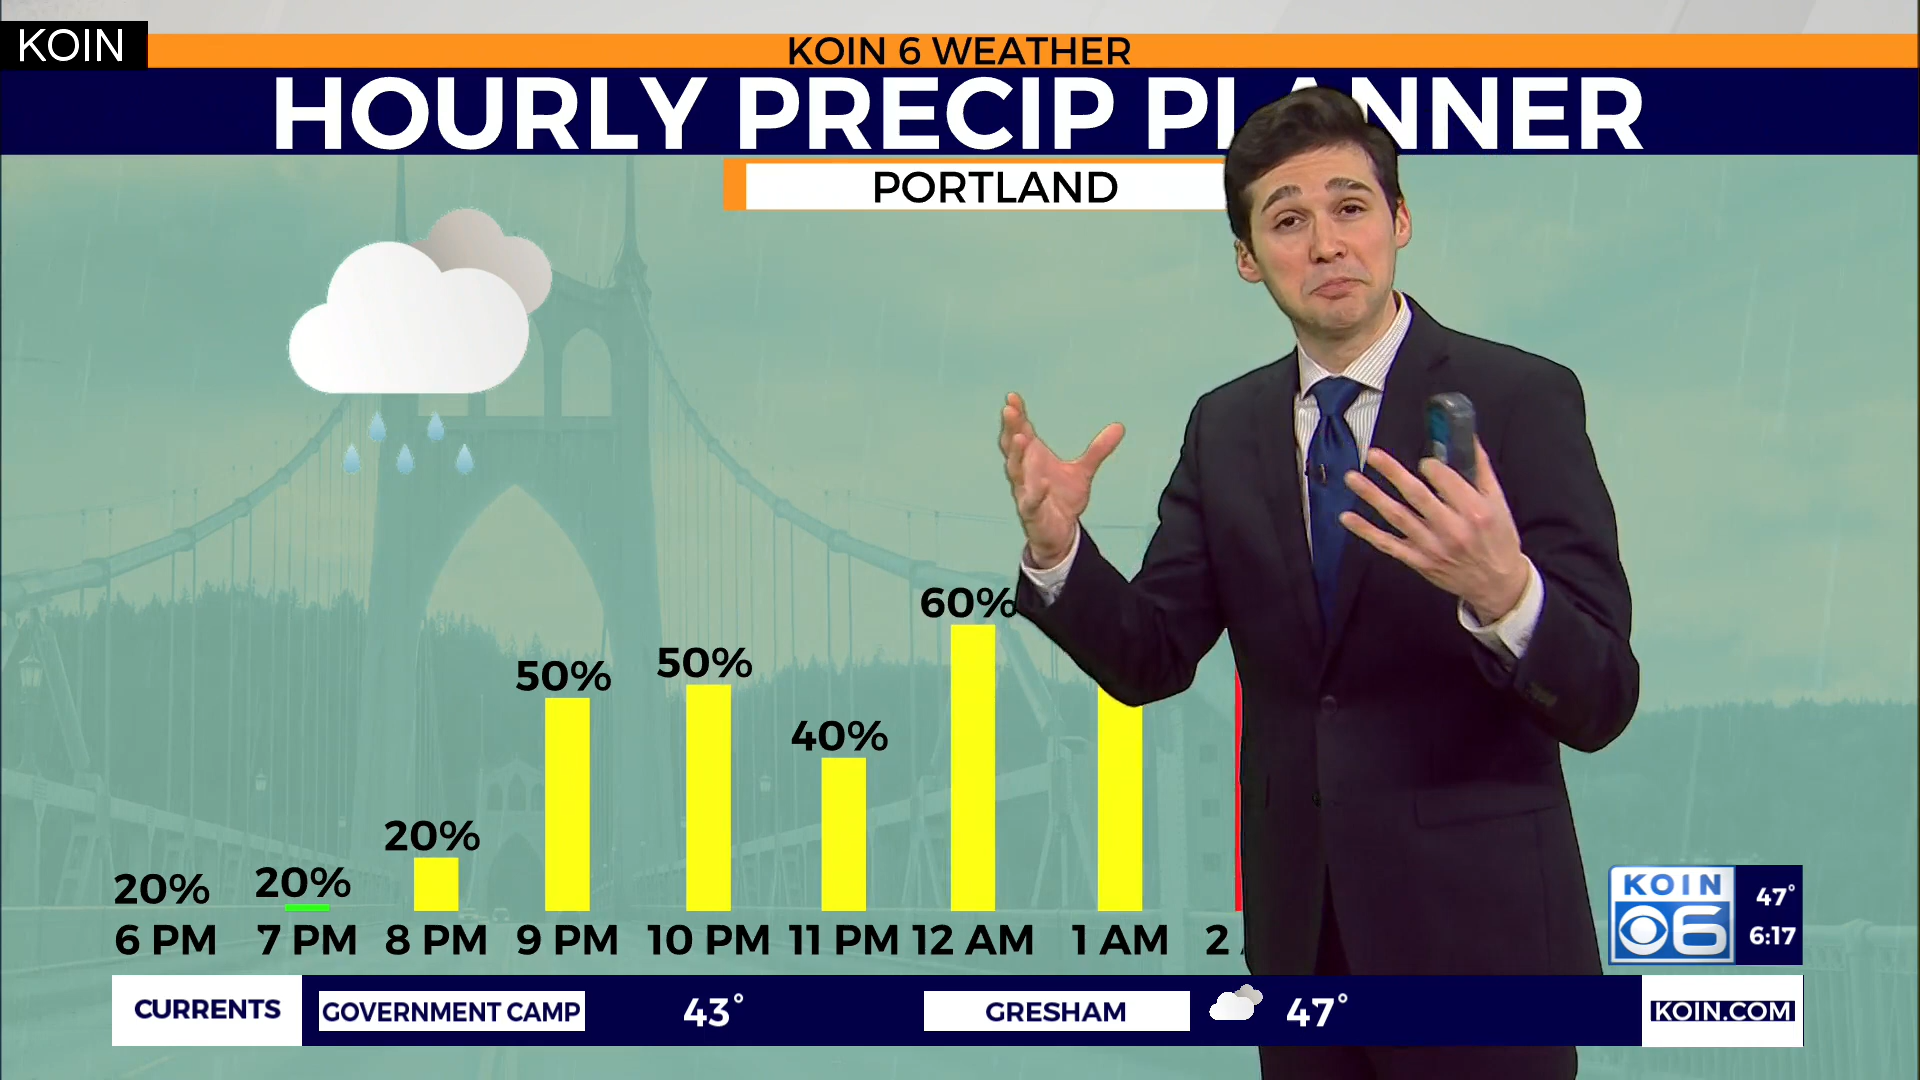 KOIN
KOIN 6 WEATHER
HOURLY PRECIP PLANNER
PORTLAND
60%
50%
50%
40%
20%
20%
20%
6 PM 7 PM 8 PM 9 PM 10 PM 11 PM 12 AM 1 AM 2
KOIN
6
47°
6:17
CURRENTS GOVERNMENT CAMP 43° GRESHAM 47° KOIN.COM